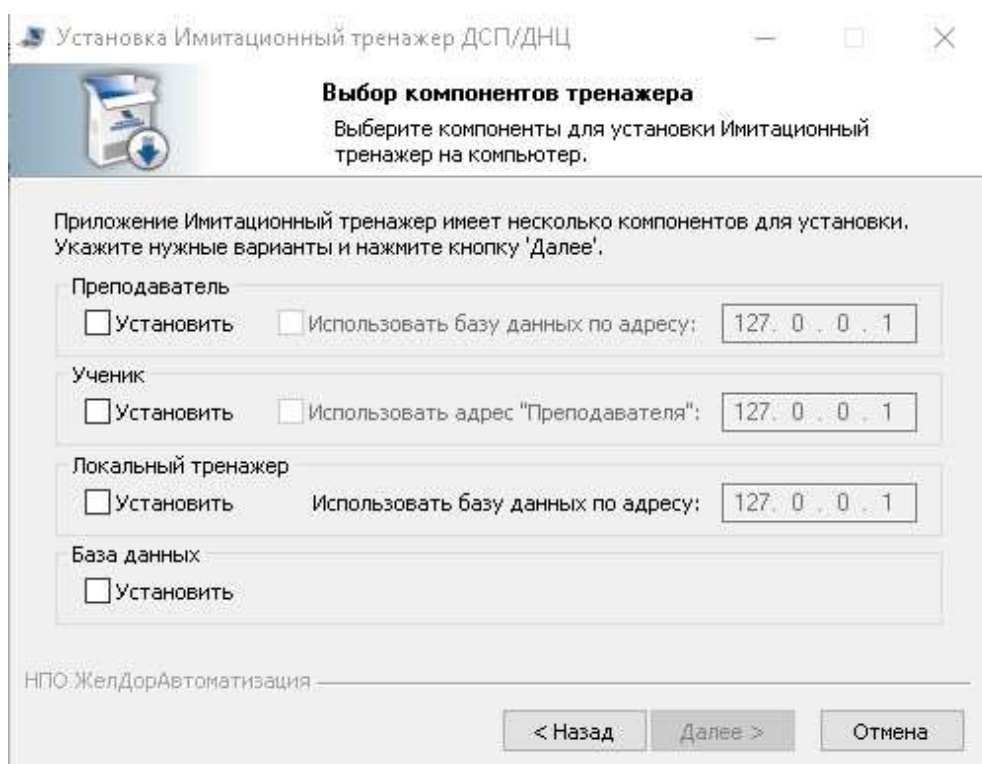 Установка Имитационный тренажер ДСП/ДНЦ
Выбор компонентов тренажера
Выберите компоненты для установки Имитационный
тренажер на компьютер.
Приложение Имитационный тренажер имеет несколько компонентов для установки.
Укажите нужные варианты и нажмите кнопку 'Далее'.
Преподаватель
Установить Использовать базу данных по адресу: 127. 0 . 0 . 1
Ученик
Установить Использовать адрес "Преподавателя": 127. 0 . 0 . 1
Локальный тренажер
Установить Использовать базу данных по адресу: 127. 0 . 0 . 1
База данных
Установить
НПО ЖелДорАвтоматизация
< Назад Далее > Отмена